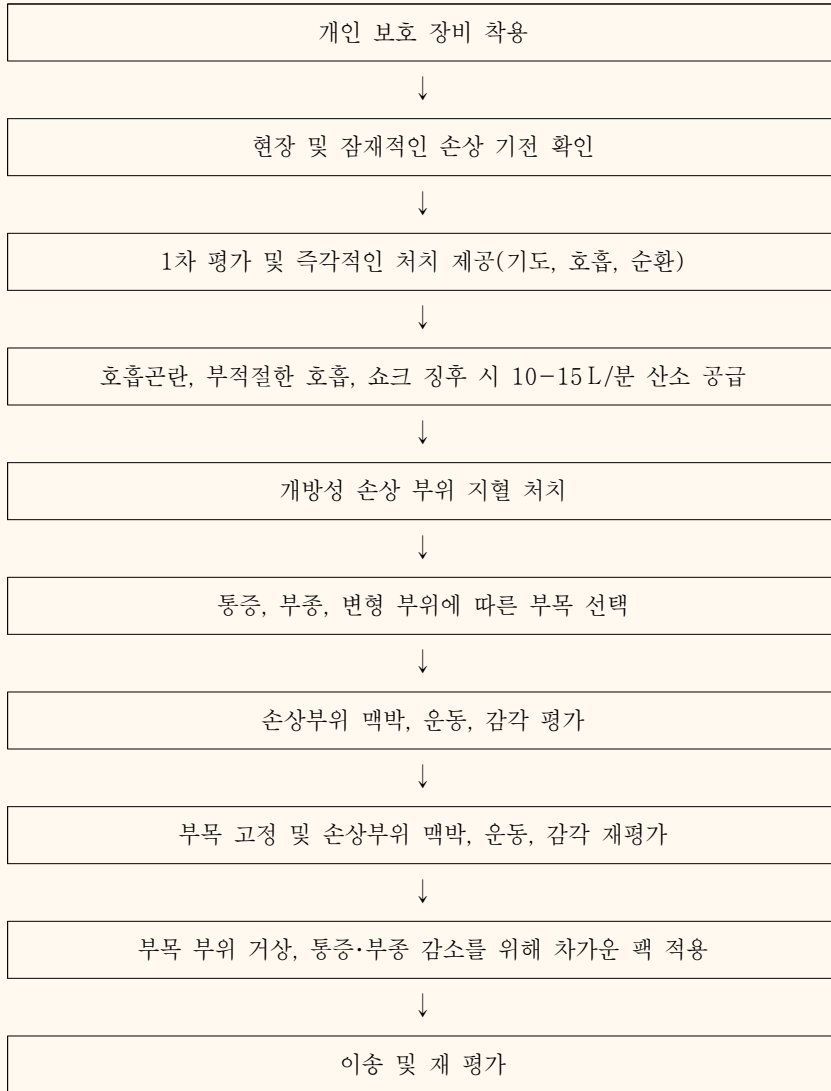 개인 보호 장비 착용
↓
현장 및 잠재적인 손상 기전 확인
↓
1차 평가 및 즉각적인 처치 제공(기도, 호흡, 순환)
↓
호흡곤란, 부적절한 호흡, 쇼크 징후 시 10-15 L/분 산소 공급
↓
개방성 손상 부위 지혈 처치
↓
통증, 부종, 변형 부위에 따른 부목 선택
↓
손상부위 맥박, 운동, 감각 평가
↓
부목 고정 및 손상부위 맥박, 운동, 감각 재평가
↓
부목 부위 거상, 통증·부종 감소를 위해 차가운 팩 적용
↓
이송 및 재 평가